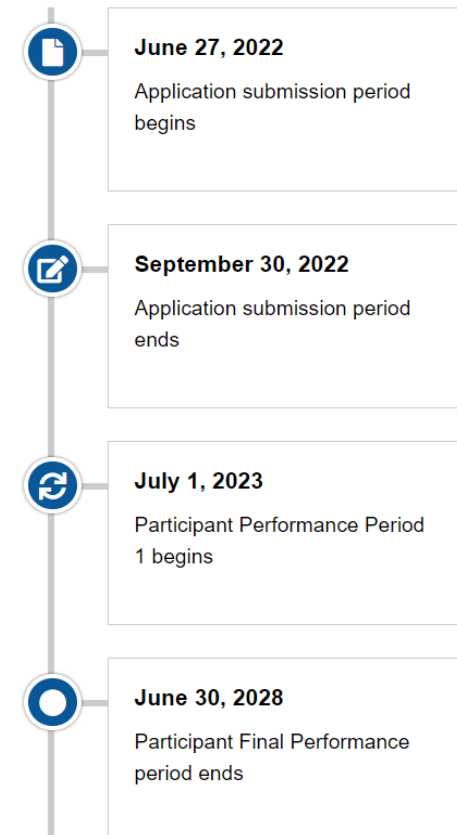 June 27, 2022
Application submission period
begins
September 30, 2022
Application submission period
ends
July 1, 2023
Participant Performance Period
1 begins
June 30, 2028
Participant Final Performance
period ends